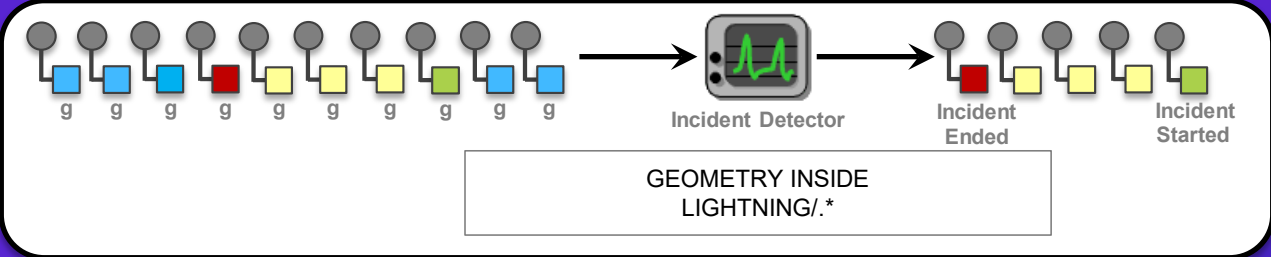 g g g g g g g g g g
Incident Detector
Incident
Ended
Incident
Started
GEOMETRY INSIDE
LIGHTNING/.*